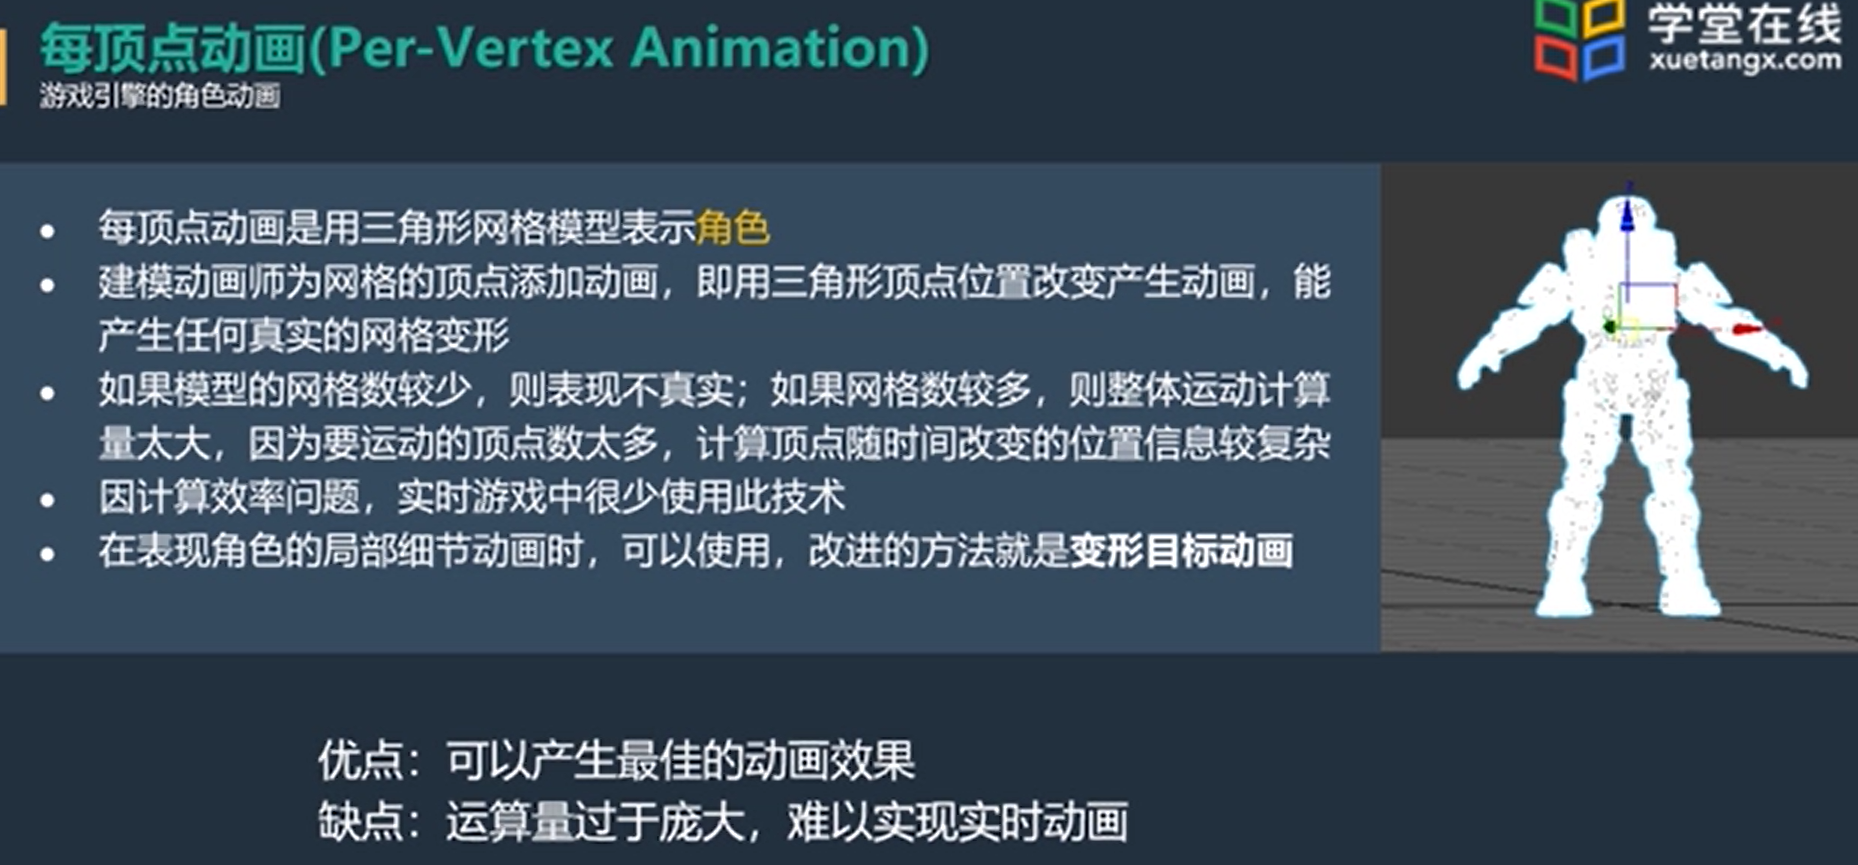 每顶点动画(Per-Vertex Animation)
游戏引擎的角色动画
学堂在线
xuetangx.com
• 每顶点动画是用三角形网格模型表示角色
• 建模动画师为网格的顶点添加动画，即用三角形顶点位置改变产生动画，能
产生任何真实的网格变形
• 如果模型的网格数较少，则表现不真实；如果网格数较多，则整体运动计算
量太大，因为要运动的顶点数太多，计算顶点随时间改变的位置信息较复杂
• 因计算效率问题，实时游戏中很少使用此技术
• 在表现角色的局部细节动画时，可以使用，改进的方法就是变形目标动画
优点：可以产生最佳的动画效果
缺点：运算量过于庞大，难以实现实时动画